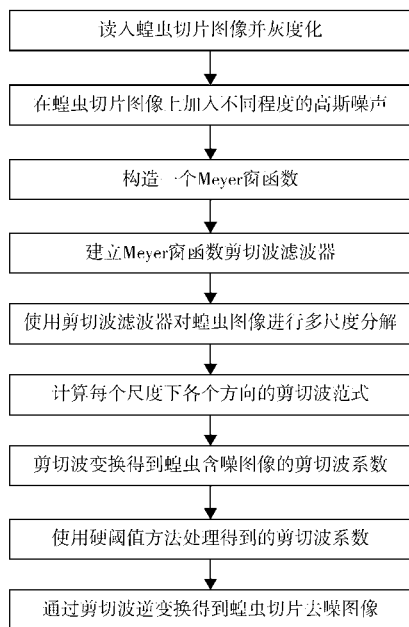 读入蝗虫切片图像并灰度化
在蝗虫切片图像上加入不同程度的高斯噪声
构造一个Meyer窗函数
建立Meyer窗函数剪切波滤波器
使用剪切波滤波器对蝗虫图像进行多尺度分解
计算每个尺度下各个方向的剪切波范式
剪切波变换得到蝗虫含噪图像的剪切波系数
使用硬阈值方法处理得到的剪切波系数
通过剪切波逆变换得到蝗虫切片去噪图像